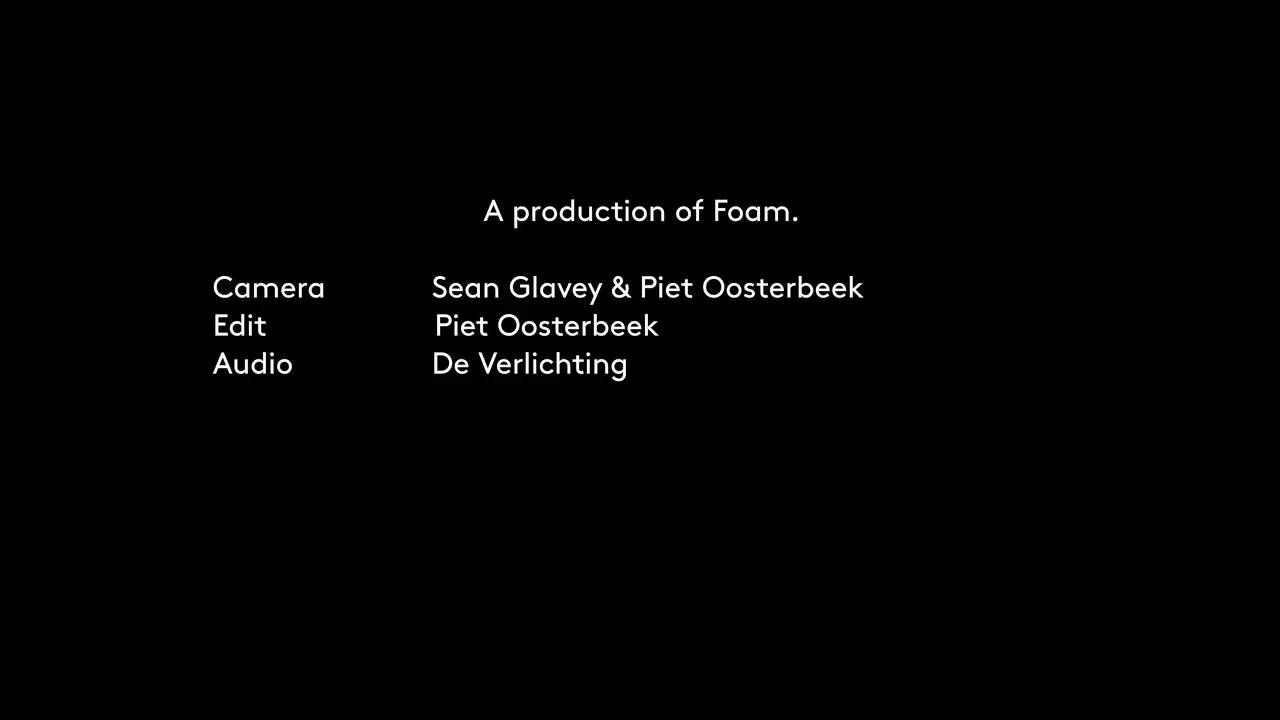 A production of Foam.
Camera Sean Glavey & Piet Oosterbeek
Edit Piet Oosterbeek
Audio De Verlichting